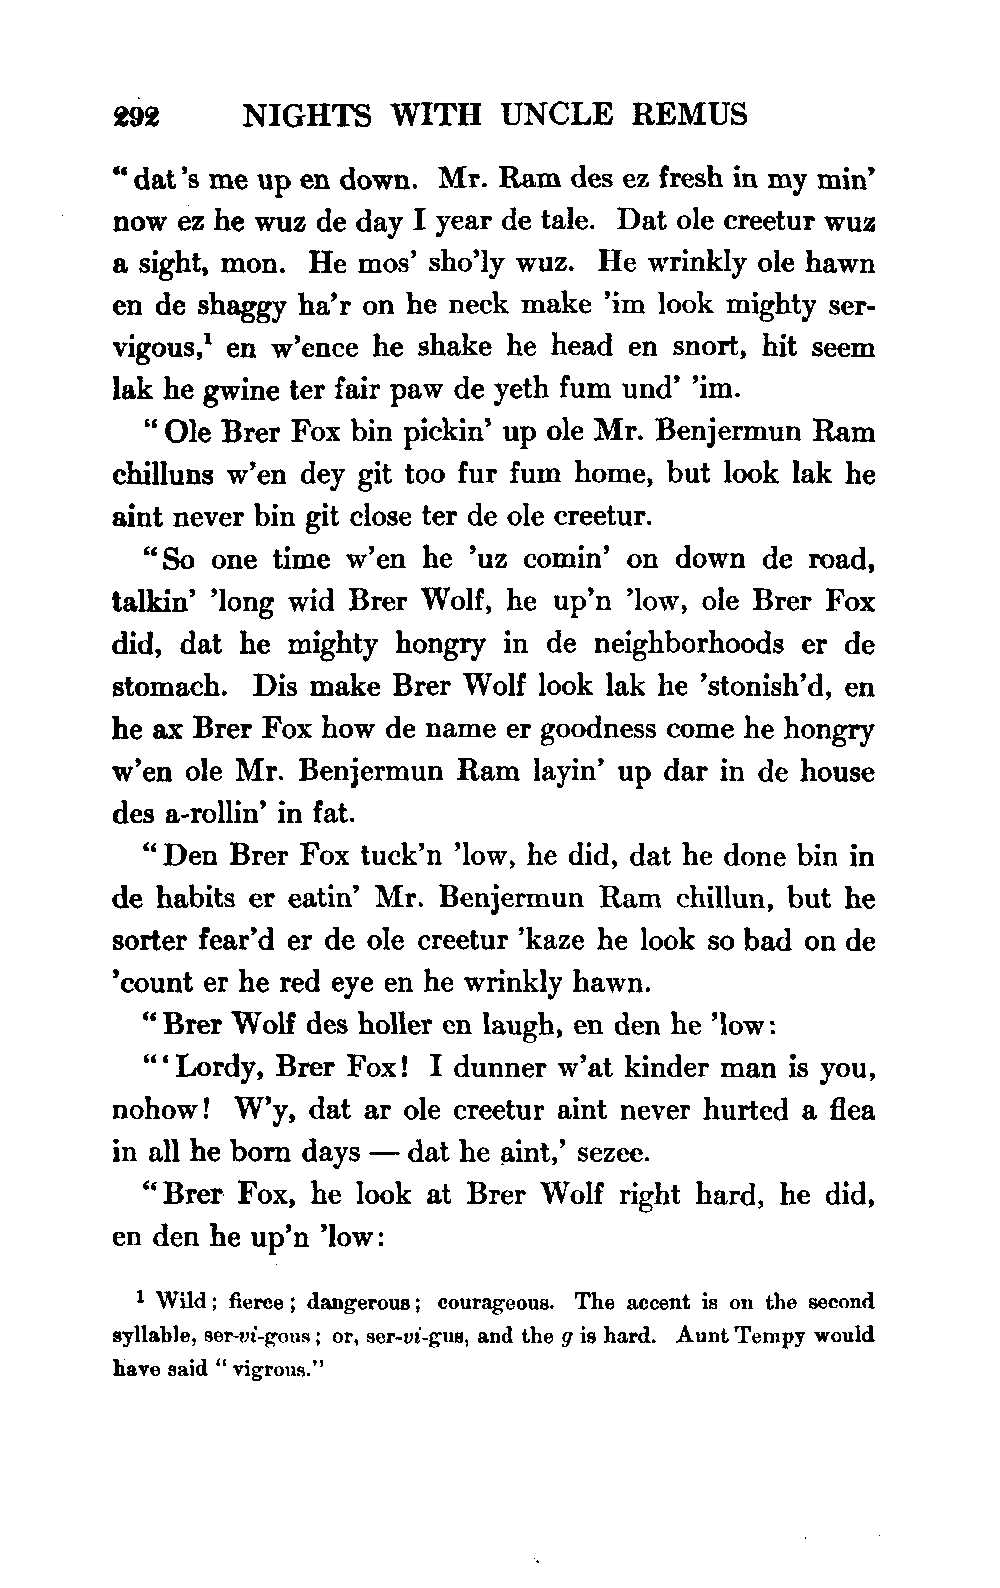 292 NIGHTS WITH UNCLE REMUS
“dat ’s me up en down. Mr. Ram des ez fresh in my min’
now ez he wuz de day I year de tale. Dat ole creetur wuz
a sight, mon. He mos’ sho’ly wuz. He wrinkly ole hawn
en de shaggy ha’r on he neck make ’im look mighty ser-
vigous,¹ en w’ence he shake he head en snort, hit seem
lak he gwine ter fair paw de yeth fum und’ ’im.
“Ole Brer Fox bin pickin’ up ole Mr. Benjermun Ram
chilluns w’en dey git too fur fum home, but look lak he
aint never bin git close ter de ole creetur.
“So one time w’en he ’uz comin’ on down de road,
talkin’ ’long wid Brer Wolf, he up’n ’low, ole Brer Fox
did, dat he mighty hongry in de neighborhoods er de
stomach. Dis make Brer Wolf look lak he ’stonish’d, en
he ax Brer Fox how de name er goodness come he hongry
w’en ole Mr. Benjermun Ram layin’ up dar in de house
des a-rollin’ in fat.
“Den Brer Fox tuck’n ’low, he did, dat he done bin in
de habits er eatin’ Mr. Benjermun Ram chillun, but he
sorter fear’d er de ole creetur ’kaze he look so bad on de
’count er he red eye en he wrinkly hawn.
“Brer Wolf des holler en laugh, en den he ’low:
“‘Lordy, Brer Fox! I dunner w’at kinder man is you,
nohow! W’y, dat ar ole creetur aint never hurted a flea
in all he born days — dat he aint,’ sezee.
“Brer Fox, he look at Brer Wolf right hard, he did,
en den he up’n ’low:
¹ Wild; fierce; dangerous; courageous. The accent is on the second
syllable, ser-vi-gous; or, ser-vi-gus, and the g is hard. Aunt Tempy would
have said “vigrous.”